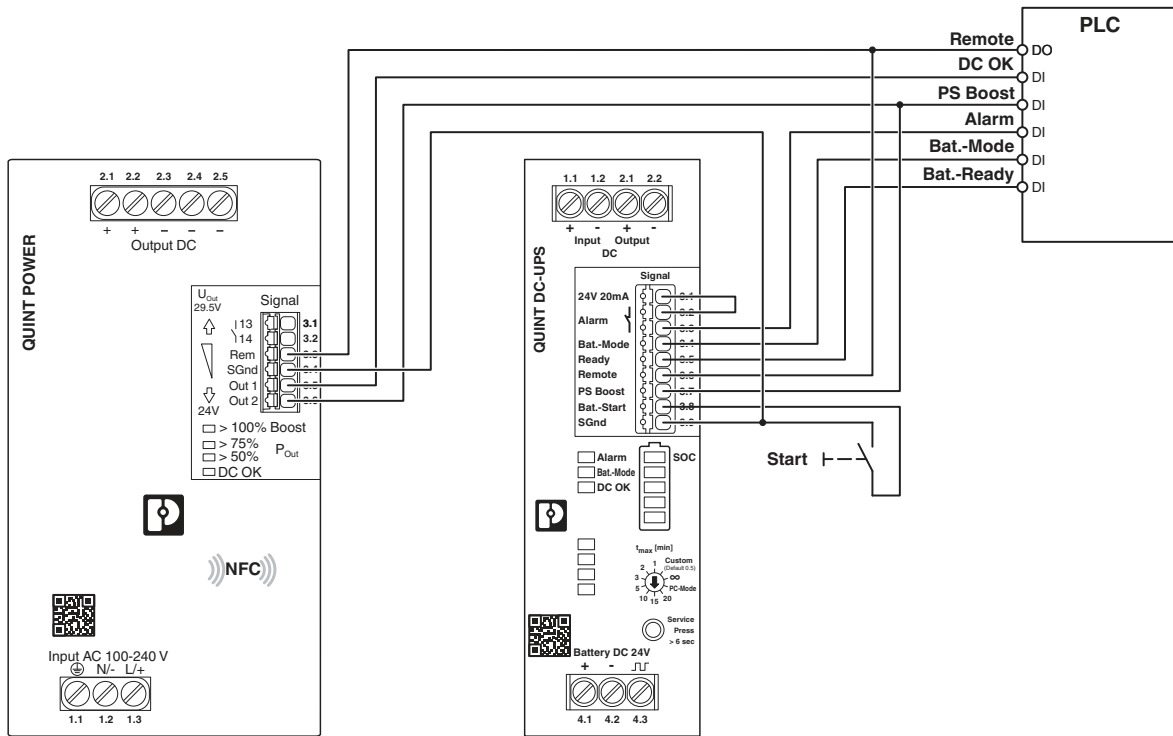 PLC
Remote
DO
DC OK
DI
PS Boost
DI
Alarm
DI
Bat.-Mode
DI
Bat.-Ready
DI
QUINT POWER
2.1 2.2 2.3 2.4 2.5
+ + – – –
Output DC
UOut
29.5V
24V
Signal
13
14
Rem
SGnd
Out 1
Out 2
3.1
3.2
> 100% Boost
> 75%
> 50%
POut
DC OK
NFC
Input AC 100-240 V
N/- L/+
1.1 1.2 1.3
QUINT DC-UPS
1.1 1.2 2.1 2.2
+ - + -
Input Output
DC
Signal
24V 20mA
Alarm
Bat.-Mode
Ready
Remote
PS Boost
Bat.-Start
SGnd
3.8
Start
Alarm
Bat.-Mode
DC OK
SOC
tmax [min]
1
2
3
5
10 15 20
Custom
(Default 0.5)
∞
PC-Mode
Service
Press
> 6 sec
Battery DC 24V
+ -
4.1 4.2 4.3